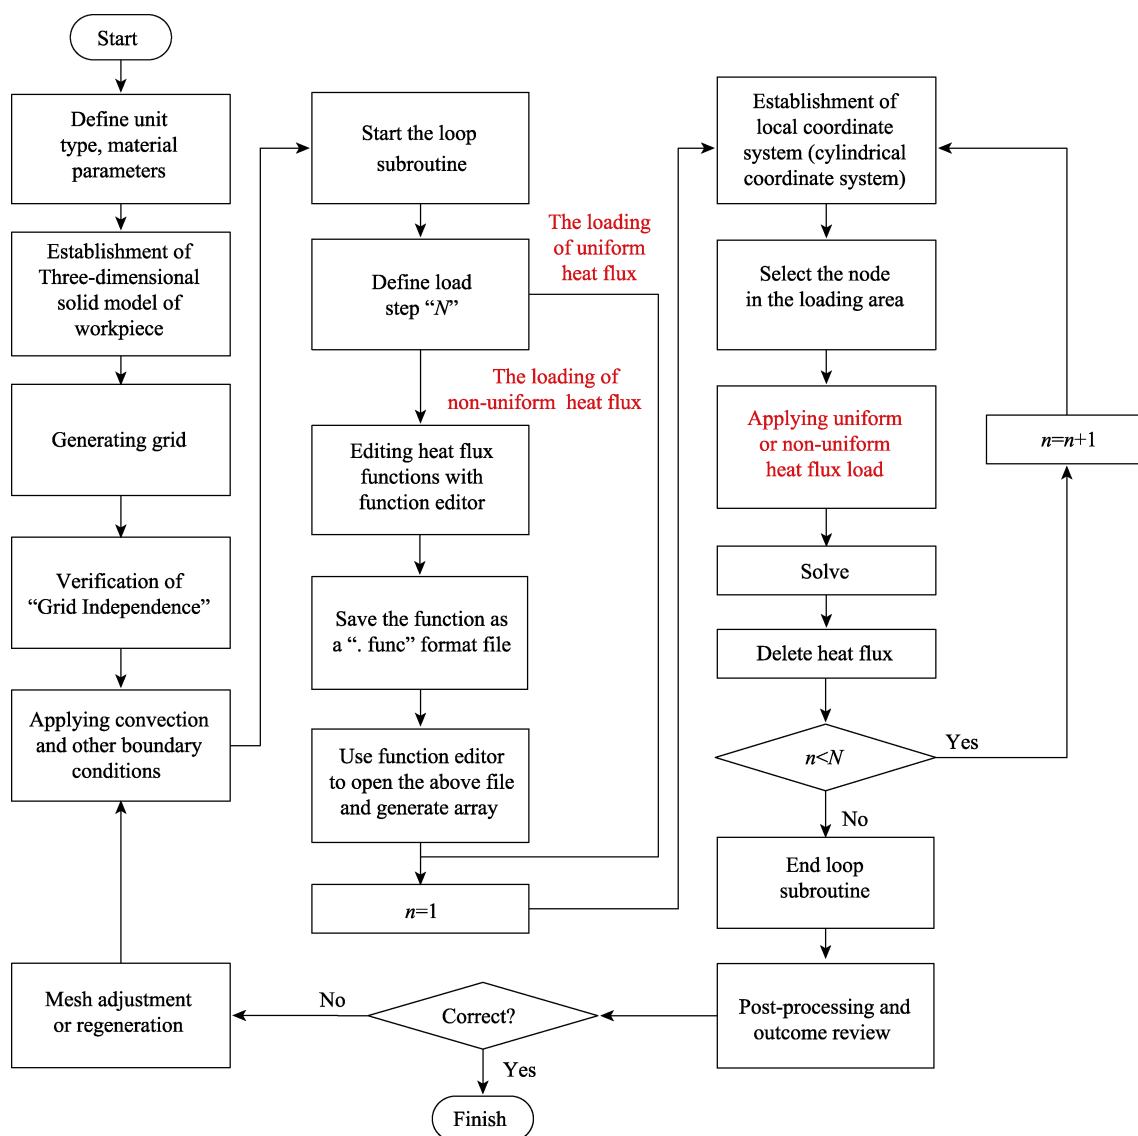 Start
Define unit
type, material
parameters
Establishment of
Three-dimensional
solid model of
workpiece
Generating grid
Verification of
“Grid Independence”
Applying convection
and other boundary
conditions
Start the loop
subroutine
Define load
step “N”
The loading
of uniform
heat flux
The loading of
non-uniform heat flux
Editing heat flux
functions with
function editor
Save the function as
a “. func” format file
Use function editor
to open the above file
and generate array
n=1
Establishment of
local coordinate
system (cylindrical
coordinate system)
Select the node
in the loading area
Applying uniform
or non-uniform
heat flux load
n=n+1
Solve
Delete heat flux
n<N
Yes
No
End loop
subroutine
Post-processing and
outcome review
Correct?
No
Mesh adjustment
or regeneration
Yes
Finish